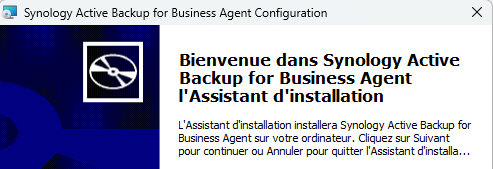 Synology Active Backup for Business Agent Configuration
Bienvenue dans Synology Active
Backup for Business Agent
l'Assistant d'installation
L'Assistant d'installation installera Synology Active Backup for
Business Agent sur votre ordinateur. Cliquez sur Suivant
pour continuer ou Annuler pour quitter l'Assistant d'installa...